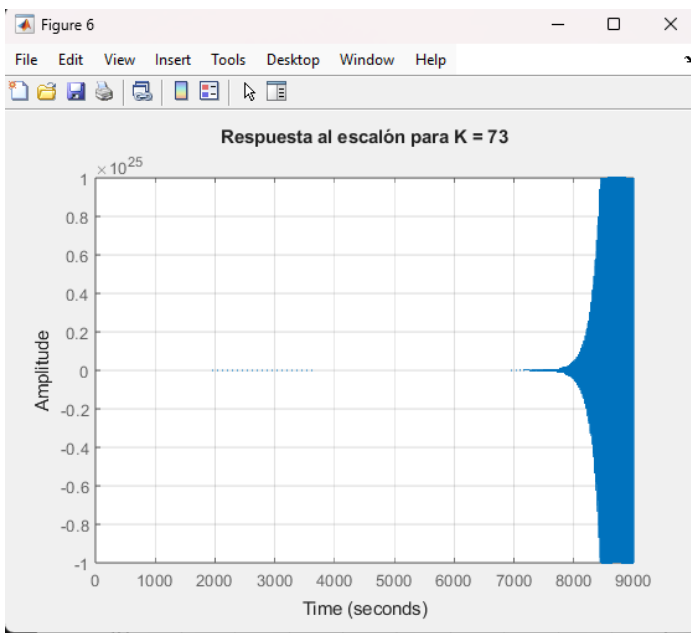 Figure 6
File Edit View Insert Tools Desktop Window Help
Respuesta al escalón para K = 73
×10^25
1
0.8
0.6
0.4
0.2
0
-0.2
-0.4
-0.6
-0.8
-1
Amplitude
0 1000 2000 3000 4000 5000 6000 7000 8000 9000
Time (seconds)